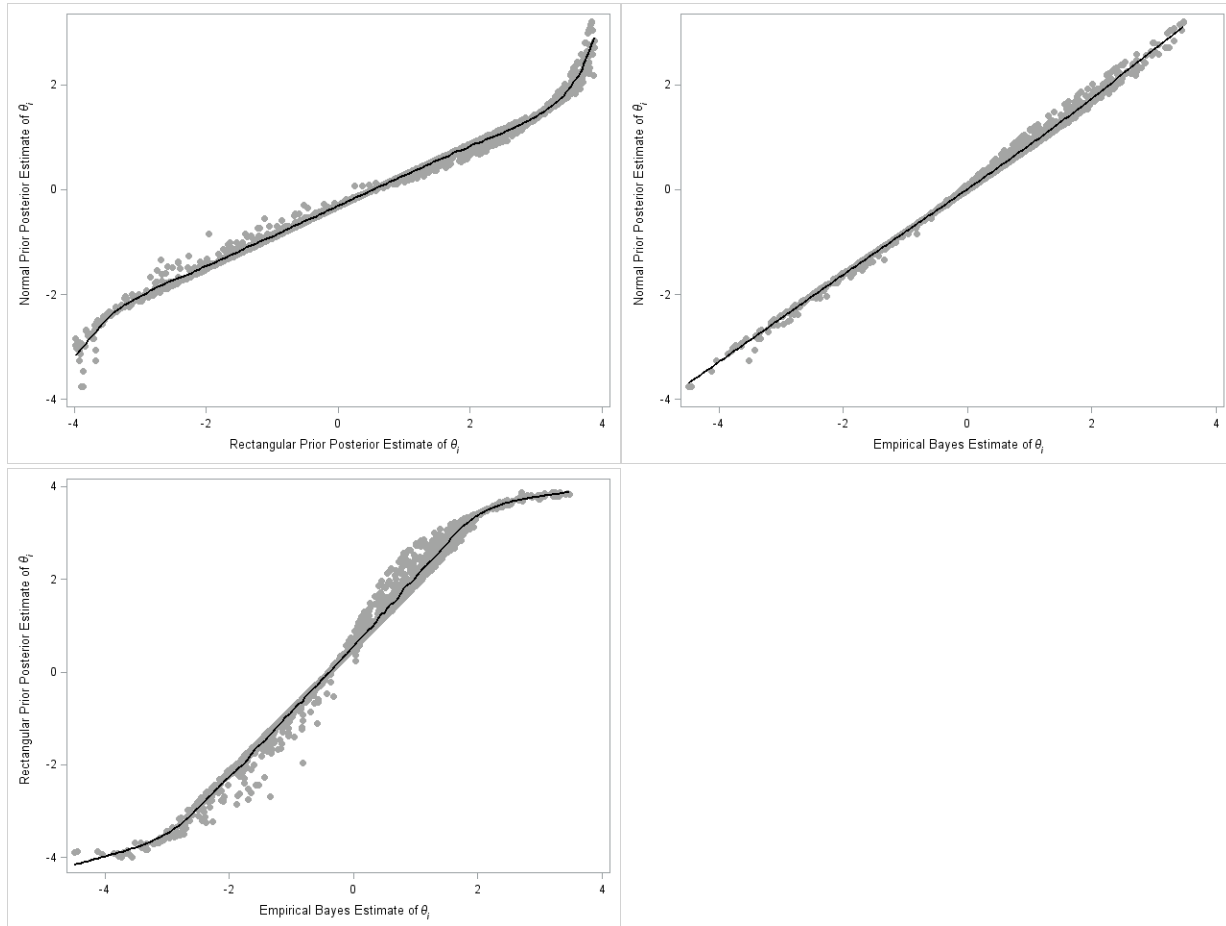 Normal Prior Posterior Estimate of θi
2
0
-2
-4
-4 -2 0 2 4
Rectangular Prior Posterior Estimate of θi
Normal Prior Posterior Estimate of θi
2
0
-2
-4
-4 -2 0 2 4
Empirical Bayes Estimate of θi
Rectangular Prior Posterior Estimate of θi
4
2
0
-2
-4
-4 -2 0 2 4
Empirical Bayes Estimate of θi